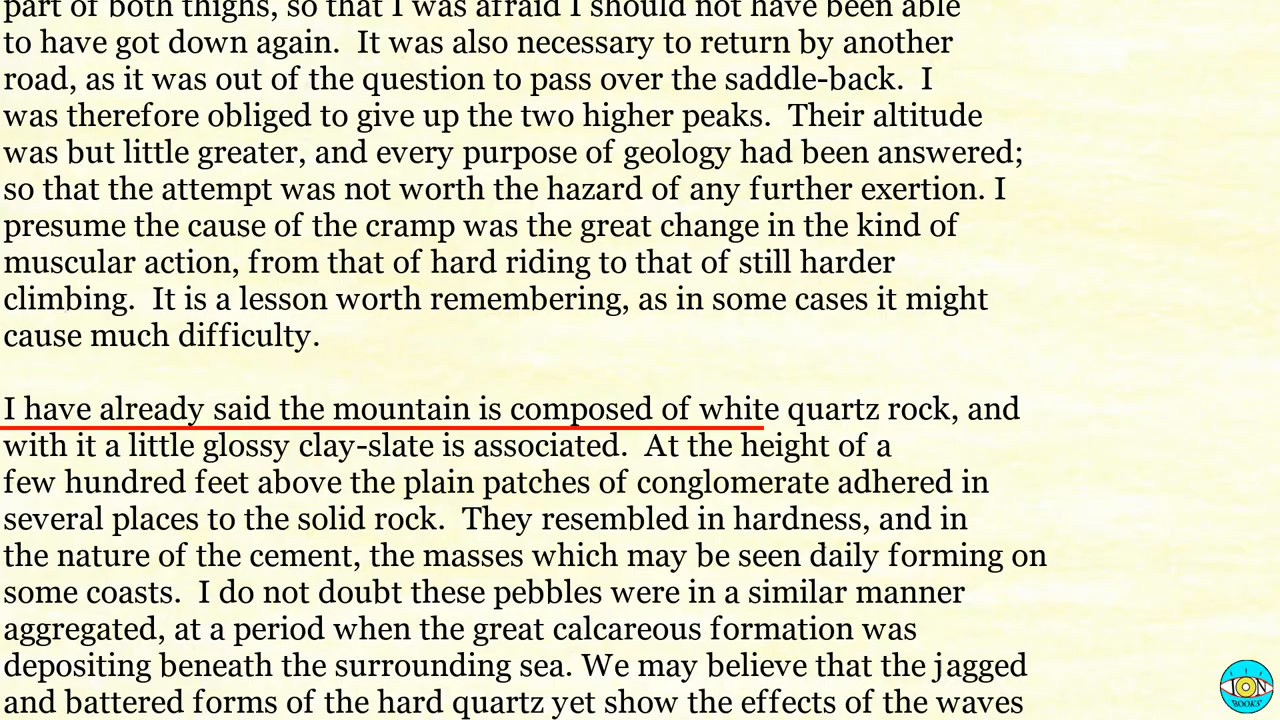 part of both thighs, so that I was afraid I should not have been able
to have got down again.  It was also necessary to return by another
road, as it was out of the question to pass over the saddle-back.  I
was therefore obliged to give up the two higher peaks.  Their altitude
was but little greater, and every purpose of geology had been answered;
so that the attempt was not worth the hazard of any further exertion. I
presume the cause of the cramp was the great change in the kind of
muscular action, from that of hard riding to that of still harder
climbing.  It is a lesson worth remembering, as in some cases it might
cause much difficulty.
I have already said the mountain is composed of white quartz rock, and
with it a little glossy clay-slate is associated.  At the height of a
few hundred feet above the plain patches of conglomerate adhered in
several places to the solid rock.  They resembled in hardness, and in
the nature of the cement, the masses which may be seen daily forming on
some coasts.  I do not doubt these pebbles were in a similar manner
aggregated, at a period when the great calcareous formation was
depositing beneath the surrounding sea. We may believe that the jagged
and battered forms of the hard quartz yet show the effects of the waves
ION
BOOKS